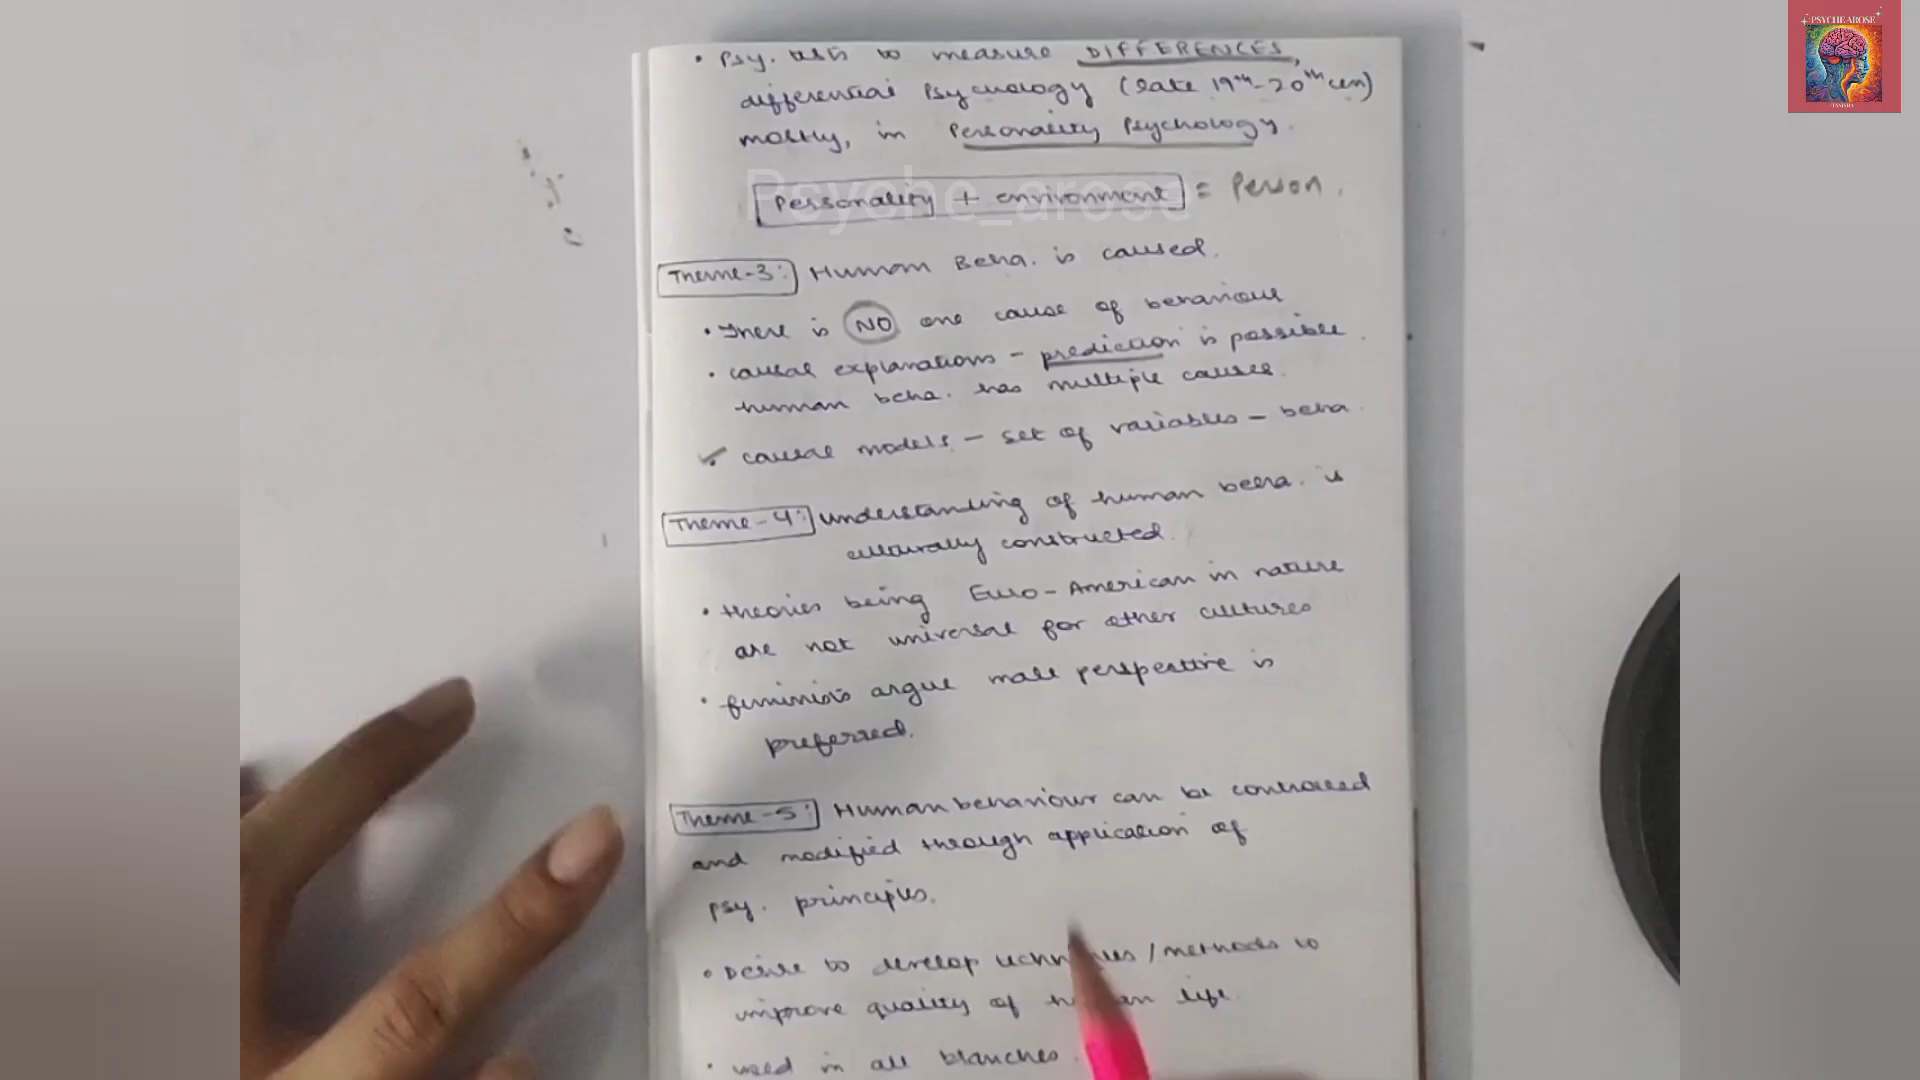 PSYCHEAROSE
TANISHA
• Psy. tests to measure DIFFERENCES,
differential Psychology (late 19th-20th cen)
mostly, in Personality Psychology.
Psyche_arose
Personality + environment = Person.
Theme-3: Human Beha. is caused.
• There is NO one cause of behaviour
• causal explanations - prediction is possible.
human beha. has multiple causes.
• causal models - set of variables - beha.
Theme-4: Understanding of human beha. is
culturally constructed.
• theories being Euro-American in nature
are not universal for other cultures
• feminists argue male perspective is
preferred.
Theme-5: Human behaviour can be controlled
and modified through application of
psy. principles.
• Desire to develop techniques/methods to
improve quality of human life.
• used in all branches.